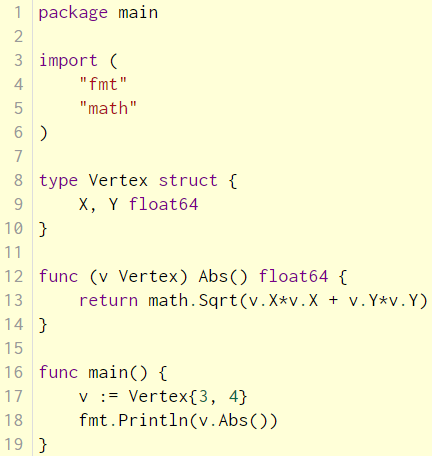 1 package main
2
3 import (
4     "fmt"
5     "math"
6 )
7
8 type Vertex struct {
9     X, Y float64
10 }
11
12 func (v Vertex) Abs() float64 {
13     return math.Sqrt(v.X*v.X + v.Y*v.Y)
14 }
15
16 func main() {
17     v := Vertex{3, 4}
18     fmt.Println(v.Abs())
19 }